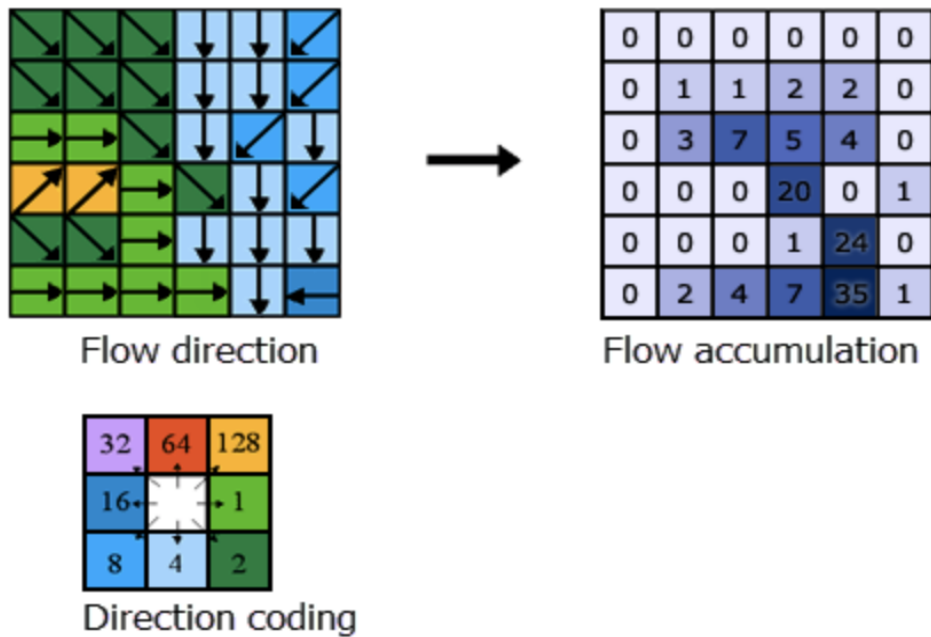 0 0 0 0 0 0
0 1 1 2 2 0
0 3 7 5 4 0
0 0 0 20 0 1
0 0 0 1 24 0
0 2 4 7 35 1
Flow direction
Flow accumulation
32 64 128
16 1
8 4 2
Direction coding